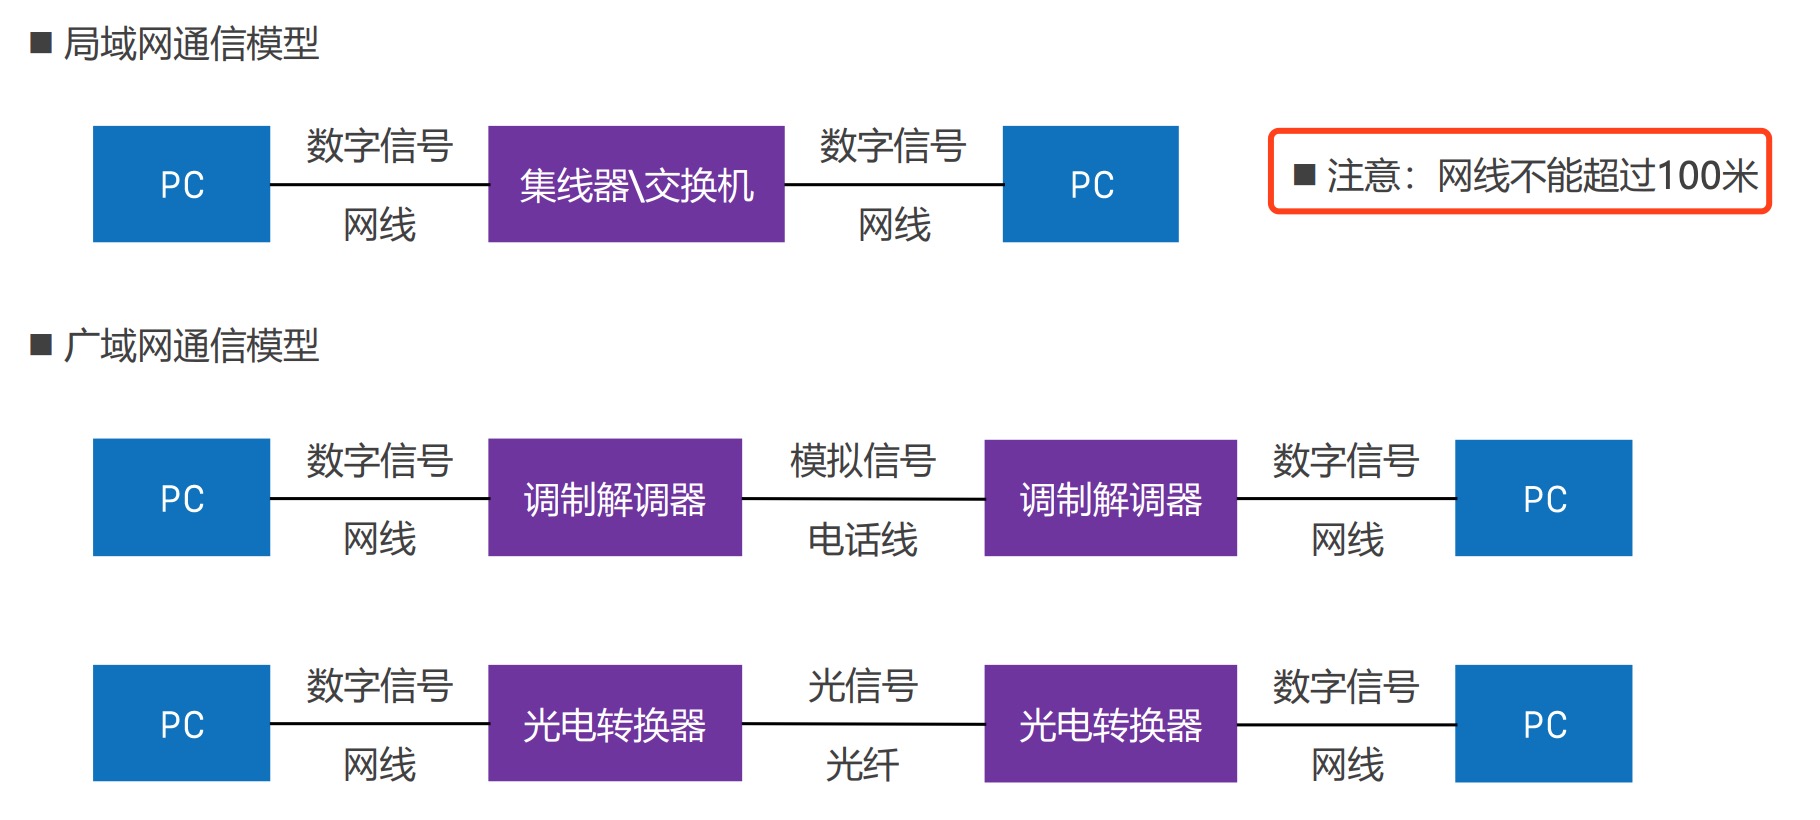 ■ 局域网通信模型
PC
数字信号
网线
集线器\交换机
数字信号
网线
PC
■ 注意：网线不能超过100米
■ 广域网通信模型
PC
数字信号
网线
调制解调器
模拟信号
电话线
调制解调器
数字信号
网线
PC
PC
数字信号
网线
光电转换器
光信号
光纤
光电转换器
数字信号
网线
PC